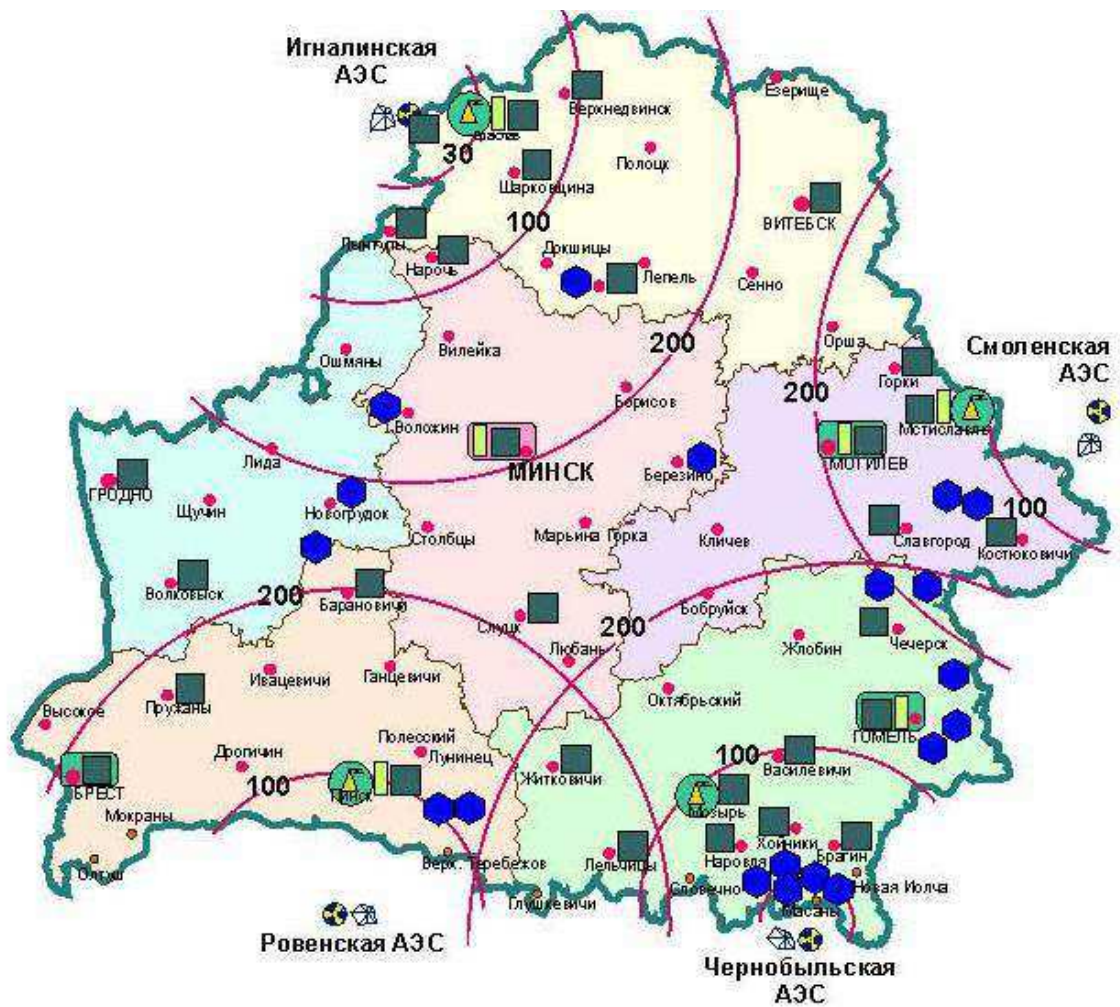 Игналинская
АЭС
Езерище
Верхнедвинск
30
Полоцк
Шарковщина
100
ВИТЕБСК
Лынтупы
Нарочь
Докшицы
Лепель
Сенно
Орша
Ошмяны
Вилейка
200
Смоленская
АЭС
Горки
200
Борисов
Мстиславль
Воложин
МИНСК
МОГИЛЕВ
Лида
Березино
ГРОДНО
Щучин
Новогрудок
Столбцы
Марьина Горка
Кличев
100
Славгород
Костюковичи
Волковыск
200
Барановичи
Бобруйск
Слуцк
200
Любань
Жлобин
Чечерск
Ивацевичи
Ганцевичи
Октябрьский
Высокое
Пружаны
ГОМЕЛЬ
Полесский
Дрогичин
Лунинец
100
Житковичи
100
Василевичи
БРЕСТ
ПИНСК
Мозырь
Мокраны
Хойники
Наровля
Брагин
Олтуш
Верх. Теребежов
Лельчицы
Словечно
Новая Иолча
Глушкевичи
Масаны
Ровенская АЭС
Чернобыльская
АЭС